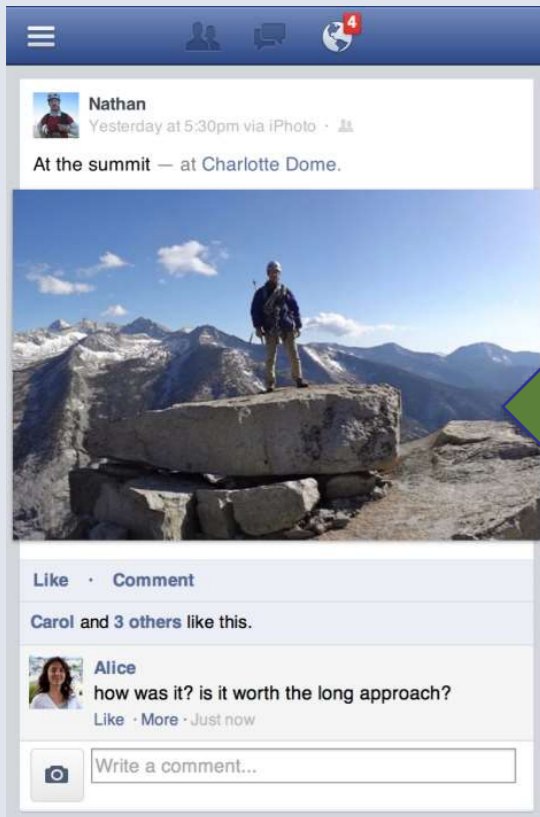 4
Nathan
Yesterday at 5:30pm via iPhoto ·
At the summit — at Charlotte Dome.
Like · Comment
Carol and 3 others like this.
Alice
how was it? is it worth the long approach?
Like · More · Just now
Write a comment...